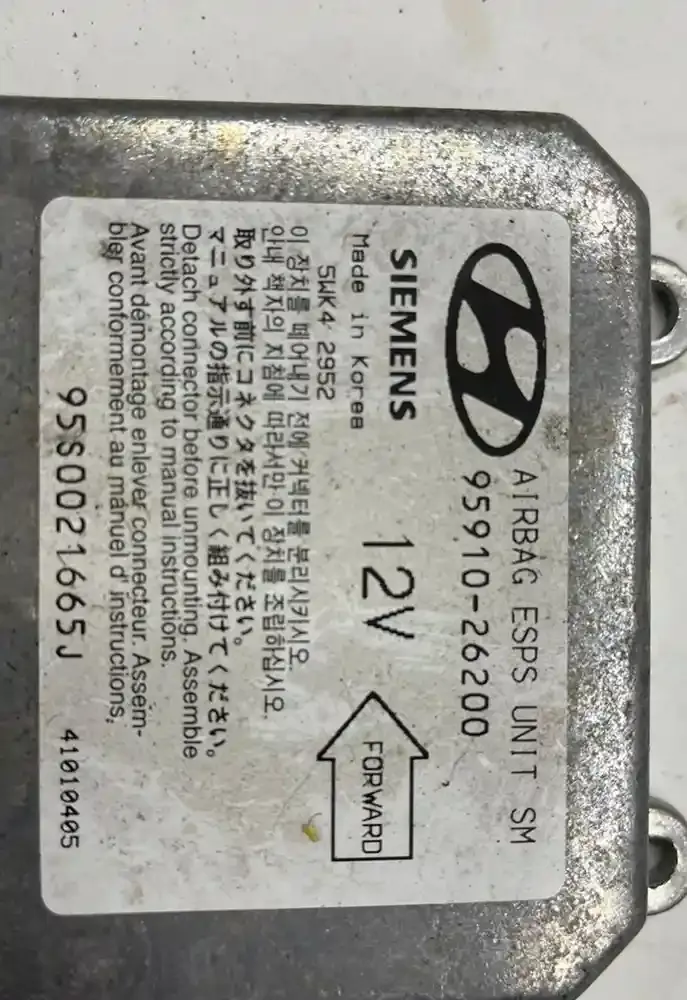 AIRBAG ESPS UNIT SM
95910-26200
SIEMENS
12V
Made in Korea
5WK4 2952
FORWARD
이 장치를 떼어내기 전에 커넥터를 분리시키시오.
안내 책자의 지침에 따라서만 이 장치를 조립하십시오.
取り外す前にコネクタを抜いてください。
マニュアルの指示通りに正しく組み付けてください。
Detach connector before unmounting. Assemble
strictly according to manual instructions.
Avant démontage enlever connecteur. Assem-
bler conformement au manuel d' instructions,
95S0021665J
41010405